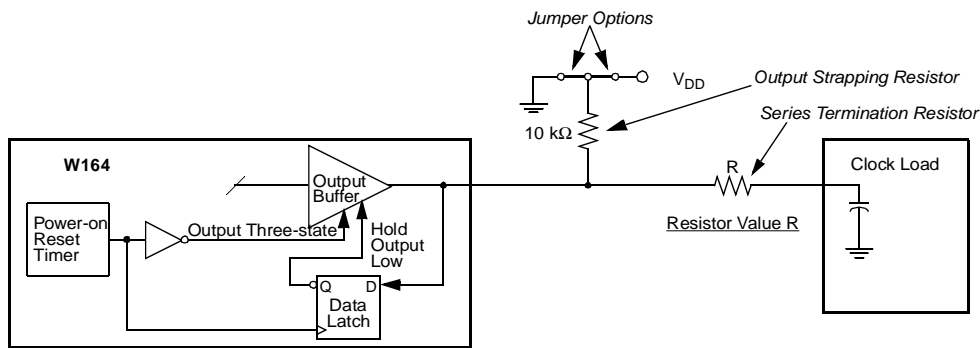 Jumper Options
V_DD
Output Strapping Resistor
10 kΩ
Series Termination Resistor
W164
Output
Buffer
R
Clock Load
Power-on
Reset
Timer
Output Three-state
Hold
Output
Low
Resistor Value R
Q
D
Data
Latch